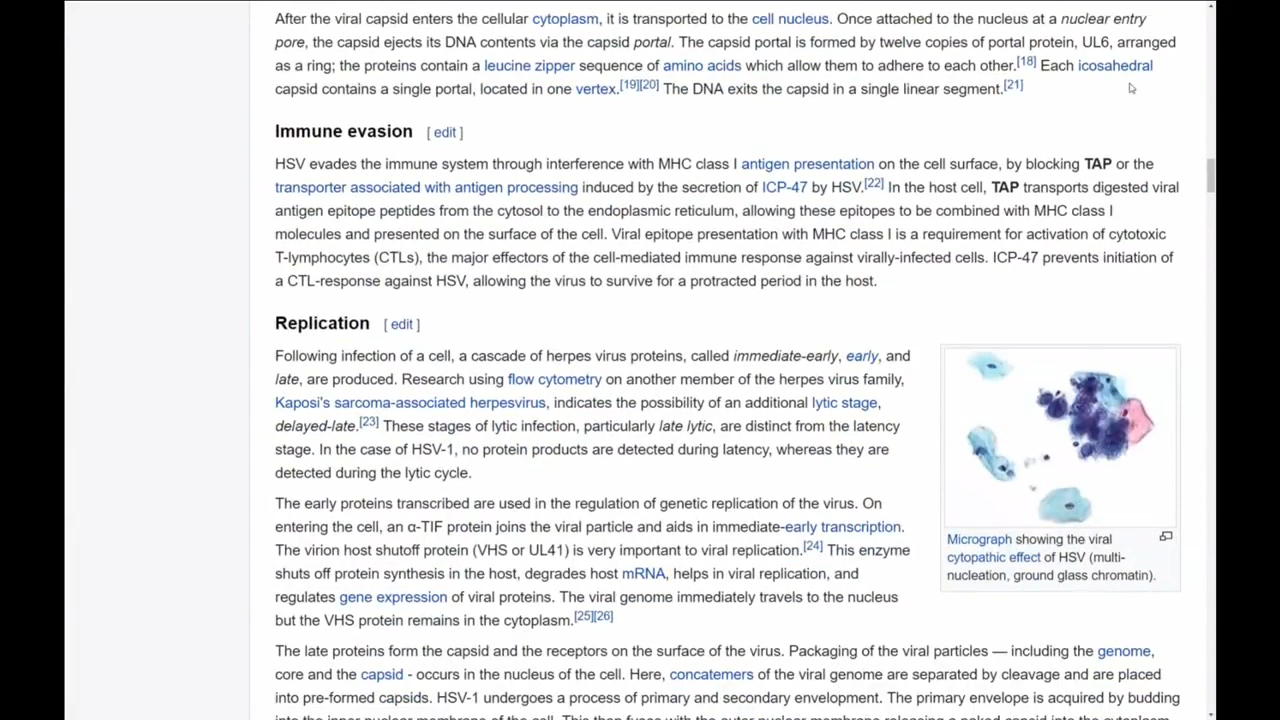 After the viral capsid enters the cellular cytoplasm, it is transported to the cell nucleus. Once attached to the nucleus at a nuclear entry
pore, the capsid ejects its DNA contents via the capsid portal. The capsid portal is formed by twelve copies of portal protein, UL6, arranged
as a ring; the proteins contain a leucine zipper sequence of amino acids which allow them to adhere to each other.[18] Each icosahedral
capsid contains a single portal, located in one vertex.[19][20] The DNA exits the capsid in a single linear segment.[21]
Immune evasion [ edit ]
HSV evades the immune system through interference with MHC class I antigen presentation on the cell surface, by blocking TAP or the
transporter associated with antigen processing induced by the secretion of ICP-47 by HSV.[22] In the host cell, TAP transports digested viral
antigen epitope peptides from the cytosol to the endoplasmic reticulum, allowing these epitopes to be combined with MHC class I
molecules and presented on the surface of the cell. Viral epitope presentation with MHC class I is a requirement for activation of cytotoxic
T-lymphocytes (CTLs), the major effectors of the cell-mediated immune response against virally-infected cells. ICP-47 prevents initiation of
a CTL-response against HSV, allowing the virus to survive for a protracted period in the host.
Replication [ edit ]
Following infection of a cell, a cascade of herpes virus proteins, called immediate-early, early, and
late, are produced. Research using flow cytometry on another member of the herpes virus family,
Kaposi's sarcoma-associated herpesvirus, indicates the possibility of an additional lytic stage,
delayed-late.[23] These stages of lytic infection, particularly late lytic, are distinct from the latency
stage. In the case of HSV-1, no protein products are detected during latency, whereas they are
detected during the lytic cycle.
The early proteins transcribed are used in the regulation of genetic replication of the virus. On
entering the cell, an α-TIF protein joins the viral particle and aids in immediate-early transcription.
The virion host shutoff protein (VHS or UL41) is very important to viral replication.[24] This enzyme
shuts off protein synthesis in the host, degrades host mRNA, helps in viral replication, and
regulates gene expression of viral proteins. The viral genome immediately travels to the nucleus
but the VHS protein remains in the cytoplasm.[25][26]
Micrograph showing the viral
cytopathic effect of HSV (multi-
nucleation, ground glass chromatin).
The late proteins form the capsid and the receptors on the surface of the virus. Packaging of the viral particles — including the genome,
core and the capsid - occurs in the nucleus of the cell. Here, concatemers of the viral genome are separated by cleavage and are placed
into pre-formed capsids. HSV-1 undergoes a process of primary and secondary envelopment. The primary envelope is acquired by budding
into the inner nuclear membrane of the cell. This then fuses with the outer nuclear membrane releasing a naked capsid into the cytoplasm.